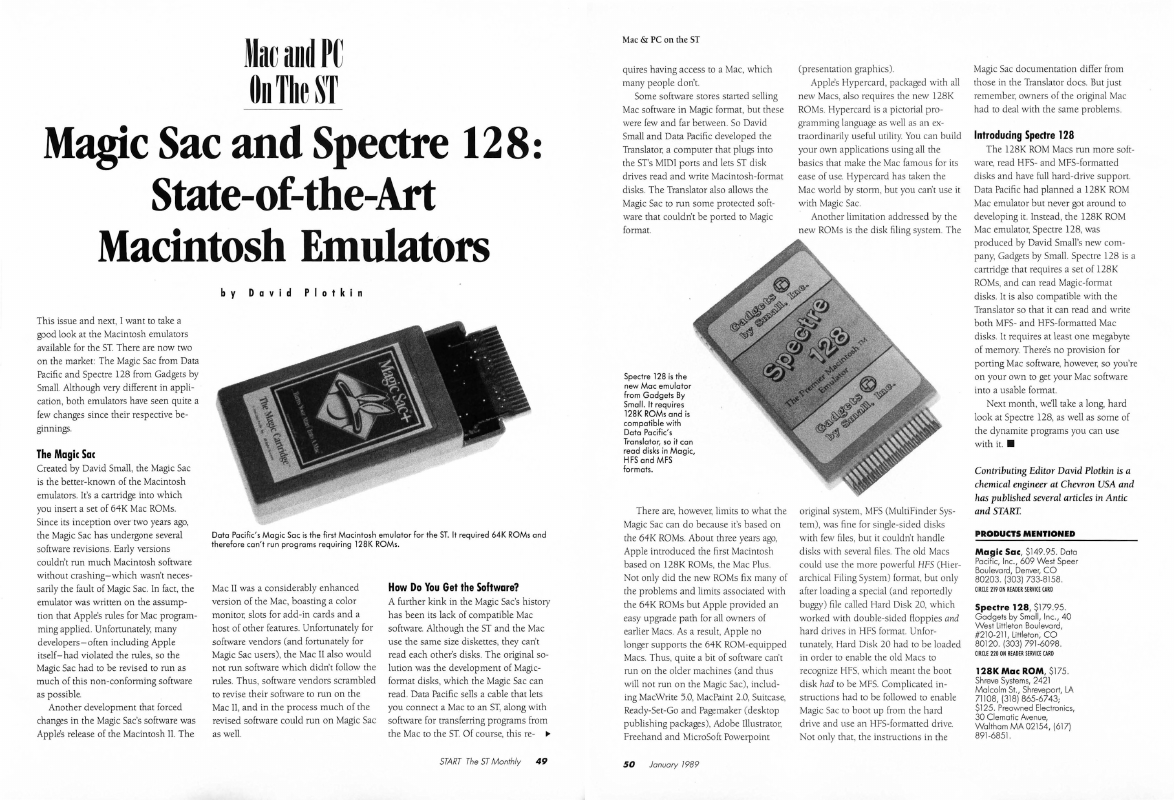 Mac and PC
On The ST
Magic Sac and Spectre 128:
State-of-the-Art
Macintosh Emulators
by David Plotkin
This issue and next, I want to take a
good look at the Macintosh emulators
available for the ST. There are now two
on the market: The Magic Sac from Data
Pacific and Spectre 128 from Gadgets by
Small. Although very different in appli-
cation, both emulators have seen quite a
few changes since their respective be-
ginnings.
The Magic Sac
Created by David Small, the Magic Sac
is the better-known of the Macintosh
emulators. It's a cartridge into which
you insert a set of 64K Mac ROMs.
Since its inception over two years ago,
the Magic Sac has undergone several
software revisions. Early versions
couldn't run much Macintosh software
without crashing—which wasn't neces-
sarily the fault of Magic Sac. In fact, the
emulator was written on the assump-
tion that Apple's rules for Mac program-
ming applied. Unfortunately, many
developers—often including Apple
itself—had violated the rules, so the
Magic Sac had to be revised to run as
much of this non-conforming software
as possible.
Another development that forced
changes in the Magic Sac's software was
Apple's release of the Macintosh II. The
Magic Sac+
The Magic Cartridge
Data Pacific's Magic Sac is the first Macintosh emulator for the ST. It required 64K ROMs and
therefore can't run programs requiring 128K ROMs.
Mac II was a considerably enhanced
version of the Mac, boasting a color
monitor, slots for add-in cards and a
host of other features. Unfortunately for
software vendors (and fortunately for
Magic Sac users), the Mac II also would
not run software which didn't follow the
rules. Thus, software vendors scrambled
to revise their software to run on the
Mac II, and in the process much of the
revised software could run on Magic Sac
as well.
How Do You Get the Software?
A further kink in the Magic Sac's history
has been its lack of compatible Mac
software. Although the ST and the Mac
use the same size diskettes, they can't
read each other's disks. The original so-
lution was the development of Magic-
format disks, which the Magic Sac can
read. Data Pacific sells a cable that lets
you connect a Mac to an ST, along with
software for transferring programs from
the Mac to the ST. Of course, this re- ►
START The ST Monthly 49
Mac & PC on the ST
quires having access to a Mac, which
many people don't.
Some software stores started selling
Mac software in Magic format, but these
were few and far between. So David
Small and Data Pacific developed the
Translator, a computer that plugs into
the ST's MIDI ports and lets ST disk
drives read and write Macintosh-format
disks. The Translator also allows the
Magic Sac to run some protected soft-
ware that couldn't be ported to Magic
format.
Spectre 128 is the
new Mac emulator
from Gadgets By
Small. It requires
128K ROMs and is
compatible with
Data Pacific's
Translator, so it can
read disks in Magic,
HFS and MFS
formats.
Gadgets
by Small, Inc.
Spectre
128
The Premier Macintosh™
Emulator
Gadgets
by Small, Inc.
There are, however, limits to what the
Magic Sac can do because it's based on
the 64K ROMs. About three years ago,
Apple introduced the first Macintosh
based on 128K ROMs, the Mac Plus.
Not only did the new ROMs fix many of
the problems and limits associated with
the 64K ROMs but Apple provided an
easy upgrade path for all owners of
earlier Macs. As a result, Apple no
longer supports the 64K ROM-equipped
Macs. Thus, quite a bit of software can't
run on the older machines (and thus
will not run on the Magic Sac), includ-
ing MacWrite 5.0, MacPaint 2.0, Suitcase,
Ready-Set-Go and Pagemaker (desktop
publishing packages), Adobe Illustrator,
Freehand and MicroSoft Powerpoint
(presentation graphics).
Apple's Hypercard, packaged with all
new Macs, also requires the new 128K
ROMs. Hypercard is a pictorial pro-
gramming language as well as an ex-
traordinarily useful utility. You can build
your own applications using all the
basics that make the Mac famous for its
ease of use. Hypercard has taken the
Mac world by storm, but you can't use it
with Magic Sac.
Another limitation addressed by the
new ROMs is the disk filing system. The
original system, MFS (MultiFinder Sys-
tem), was fine for single-sided disks
with few files, but it couldn't handle
disks with several files. The old Macs
could use the more powerful HFS (Hier-
archical Filing System) format, but only
after loading a special (and reportedly
buggy) file called Hard Disk 20, which
worked with double-sided floppies and
hard drives in HFS format. Unfor-
tunately, Hard Disk 20 had to be loaded
in order to enable the old Macs to
recognize HFS, which meant the boot
disk had to be MFS. Complicated in-
structions had to be followed to enable
Magic Sac to boot up from the hard
drive and use an HFS-formatted drive.
Not only that, the instructions in the
Magic Sac documentation differ from
those in the Translator docs. But just
remember, owners of the original Mac
had to deal with the same problems.
Introducing Spectre 128
The 128K ROM Macs run more soft-
ware, read HFS- and MFS-formatted
disks and have full hard-drive support.
Data Pacific had planned a 128K ROM
Mac emulator but never got around to
developing it. Instead, the 128K ROM
Mac emulator, Spectre 128, was
produced by David Small's new com-
pany, Gadgets by Small. Spectre 128 is a
cartridge that requires a set of 128K
ROMs, and can read Magic-format
disks. It is also compatible with the
Translator so that it can read and write
both MFS- and HFS-formatted Mac
disks. It requires at least one megabyte
of memory. There's no provision for
porting Mac software, however, so you're
on your own to get your Mac software
into a usable format.
Next month, we'll take a long, hard
look at Spectre 128, as well as some of
the dynamite programs you can use
with it. ■
Contributing Editor David Plotkin is a
chemical engineer at Chevron USA and
has published several articles in Antic
and START.
PRODUCTS MENTIONED
Magic Sac, $149.95. Data
Pacific, Inc., 609 West Speer
Boulevard, Denver, CO
80203. (303) 733-8158.
CIRCLE 219 ON READER SERVICE CARD
Spectre 128, $179.95.
Gadgets by Small, Inc., 40
West Littleton Boulevard,
#210-211, Littleton, CO
80120. (303) 791-6098.
CIRCLE 220 ON READER SERVICE CARD
128K Mac ROM, $175.
Shreve Systems, 2421
Malcolm St., Shreveport, LA
71108, (318) 865-6743;
$125. Preowned Electronics,
30 Clematic Avenue,
Waltham MA 02154, (617)
891-6851.
50 January 1989